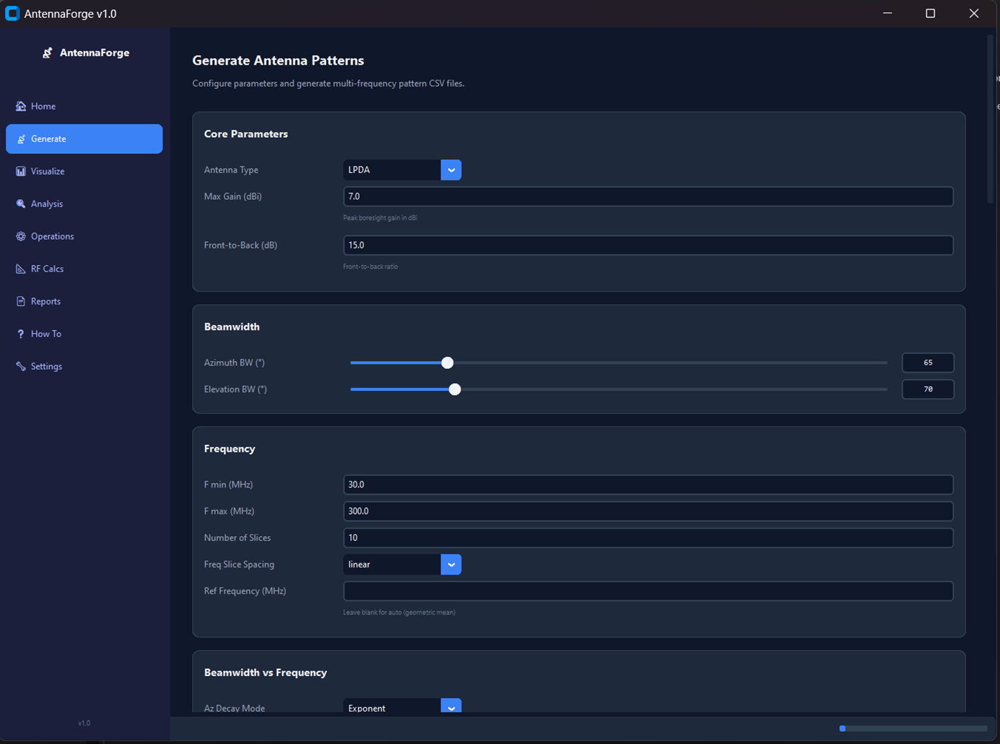 AntennaForge v1.0
AntennaForge
Home
Generate
Visualize
Analysis
Operations
RF Calcs
Reports
? How To
Settings
v1.0
Generate Antenna Patterns
Configure parameters and generate multi-frequency pattern CSV files.
Core Parameters
Antenna Type LPDA
Max Gain (dBi) 7.0
Peak boresight gain in dBi
Front-to-Back (dB) 15.0
Front-to-back ratio
Beamwidth
Azimuth BW (°) 65
Elevation BW (°) 70
Frequency
F min (MHz) 30.0
F max (MHz) 300.0
Number of Slices 10
Freq Slice Spacing linear
Ref Frequency (MHz)
Leave blank for auto (geometric mean)
Beamwidth vs Frequency
Az Decay Mode Exponent